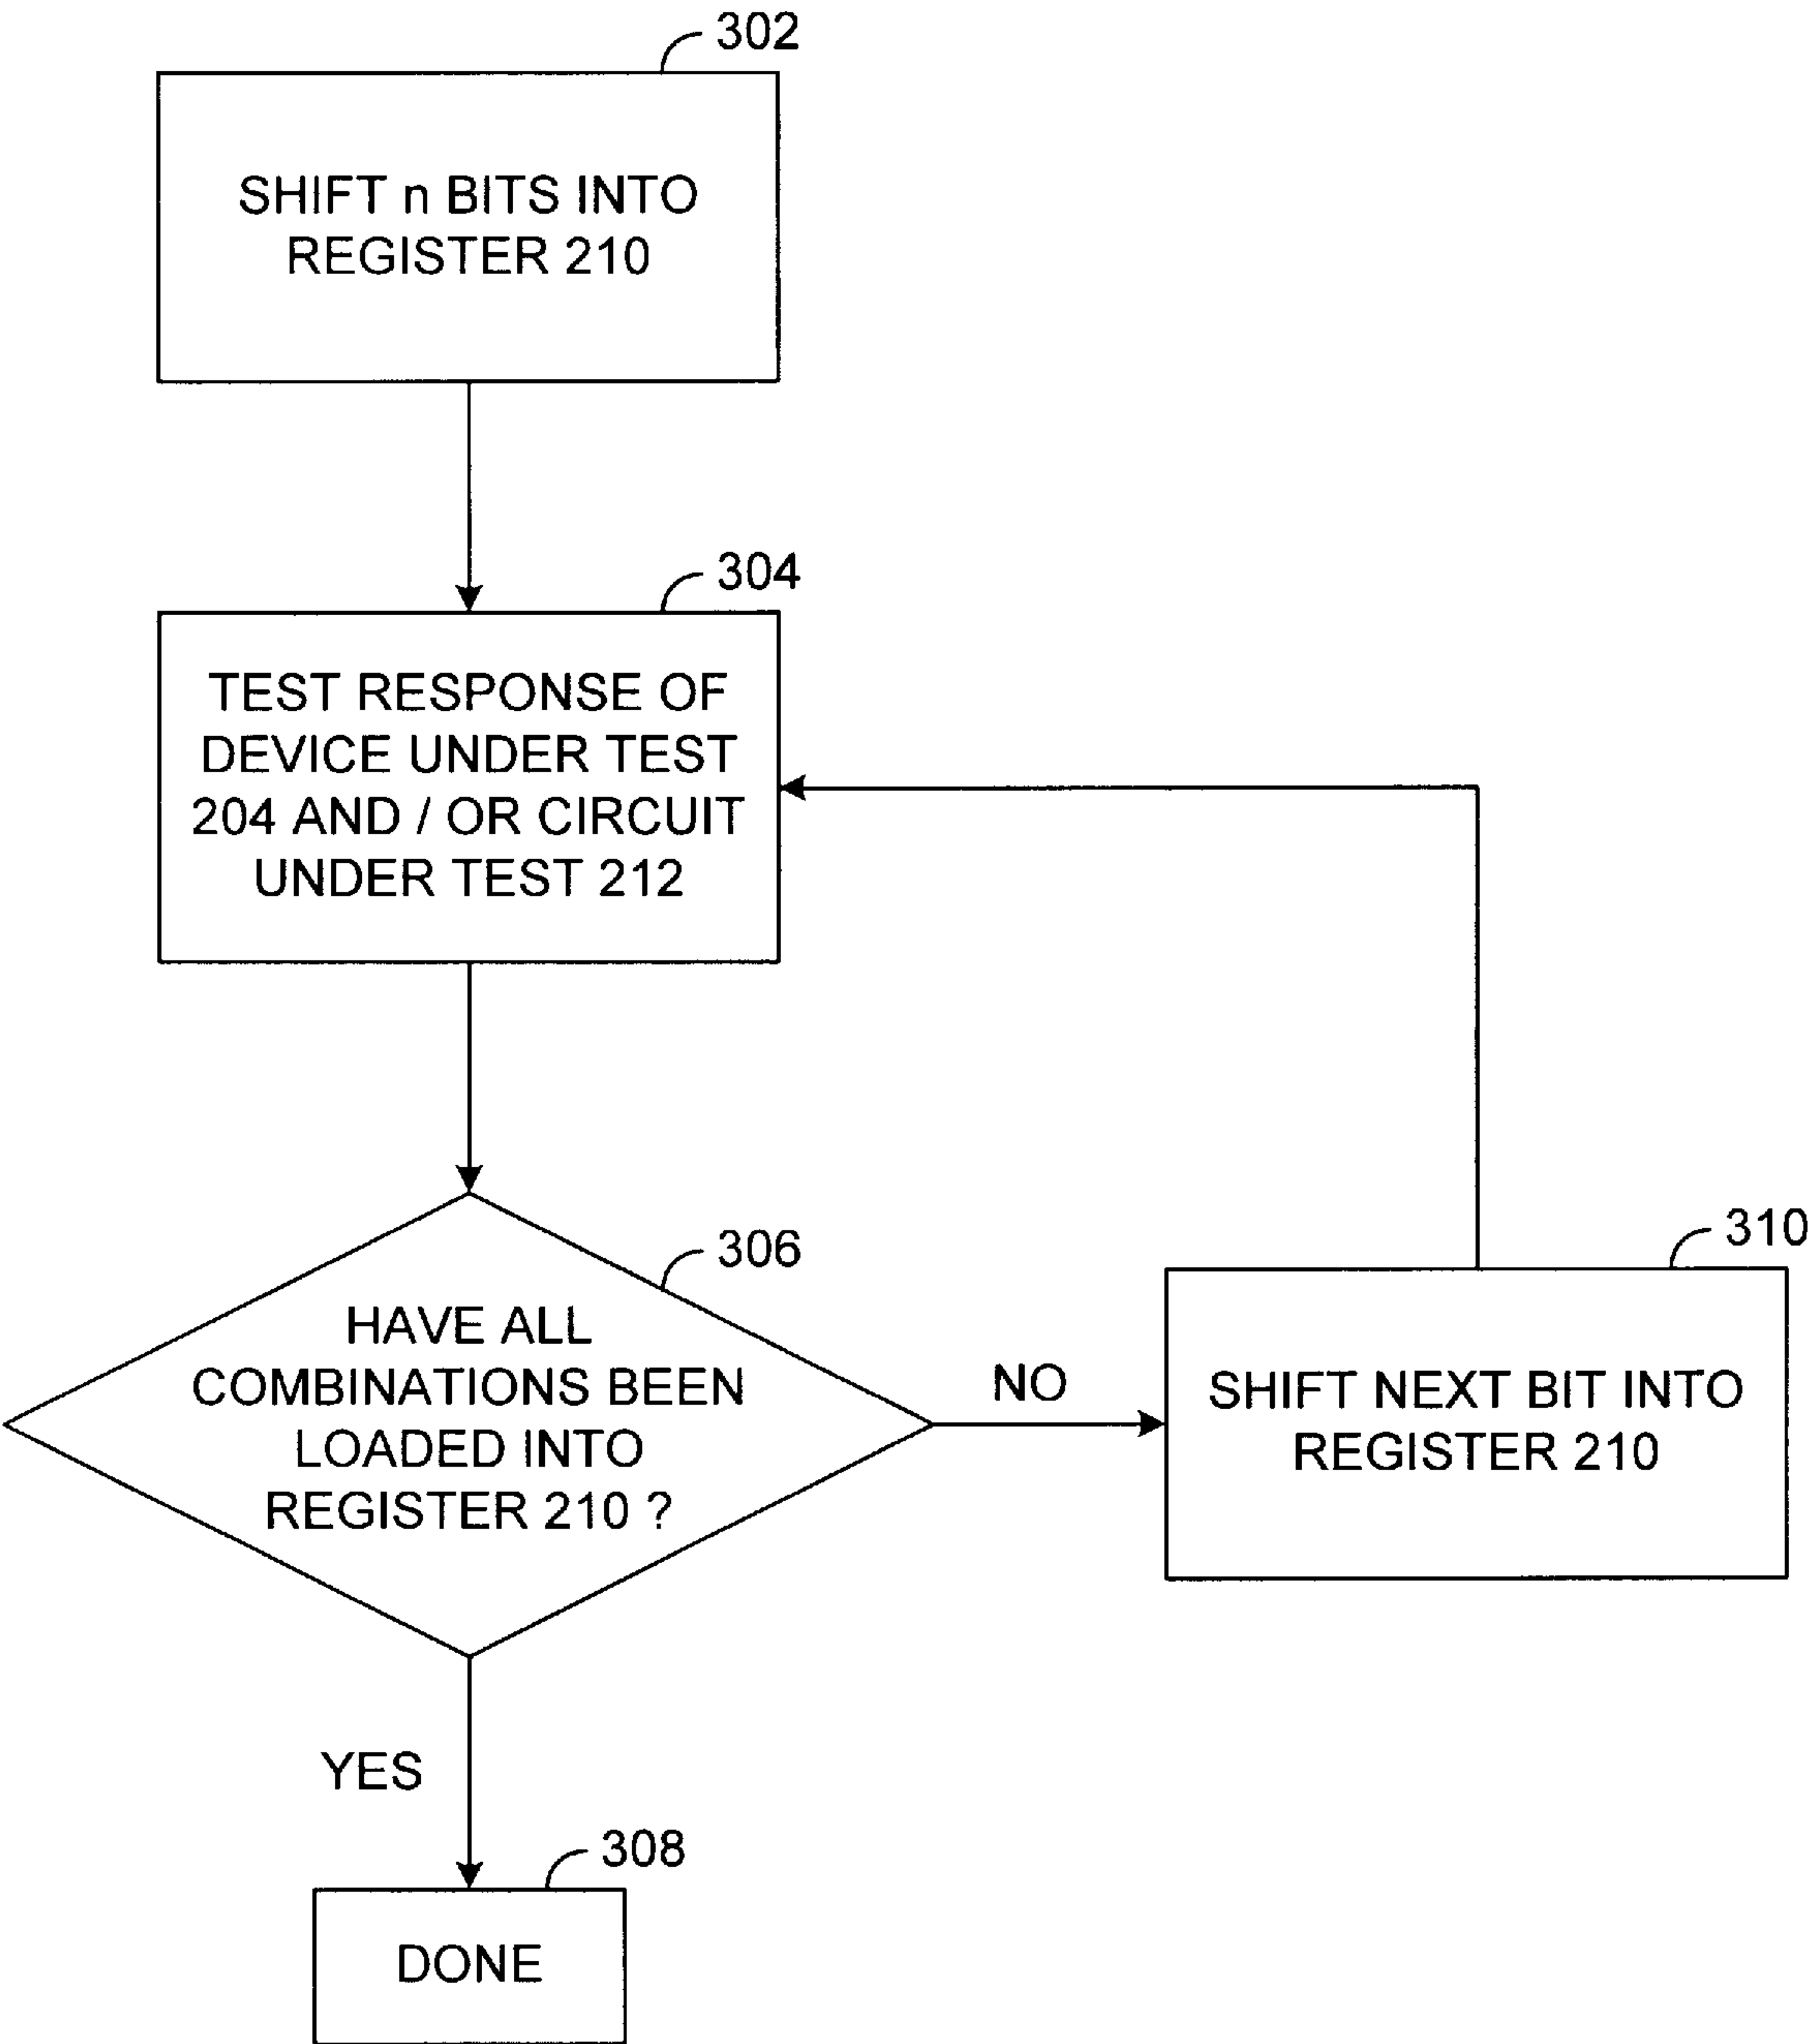 302
SHIFT n BITS INTO
REGISTER 210
304
TEST RESPONSE OF
DEVICE UNDER TEST
204 AND / OR CIRCUIT
UNDER TEST 212
306
HAVE ALL
COMBINATIONS BEEN
LOADED INTO
REGISTER 210 ?
NO
310
SHIFT NEXT BIT INTO
REGISTER 210
YES
308
DONE